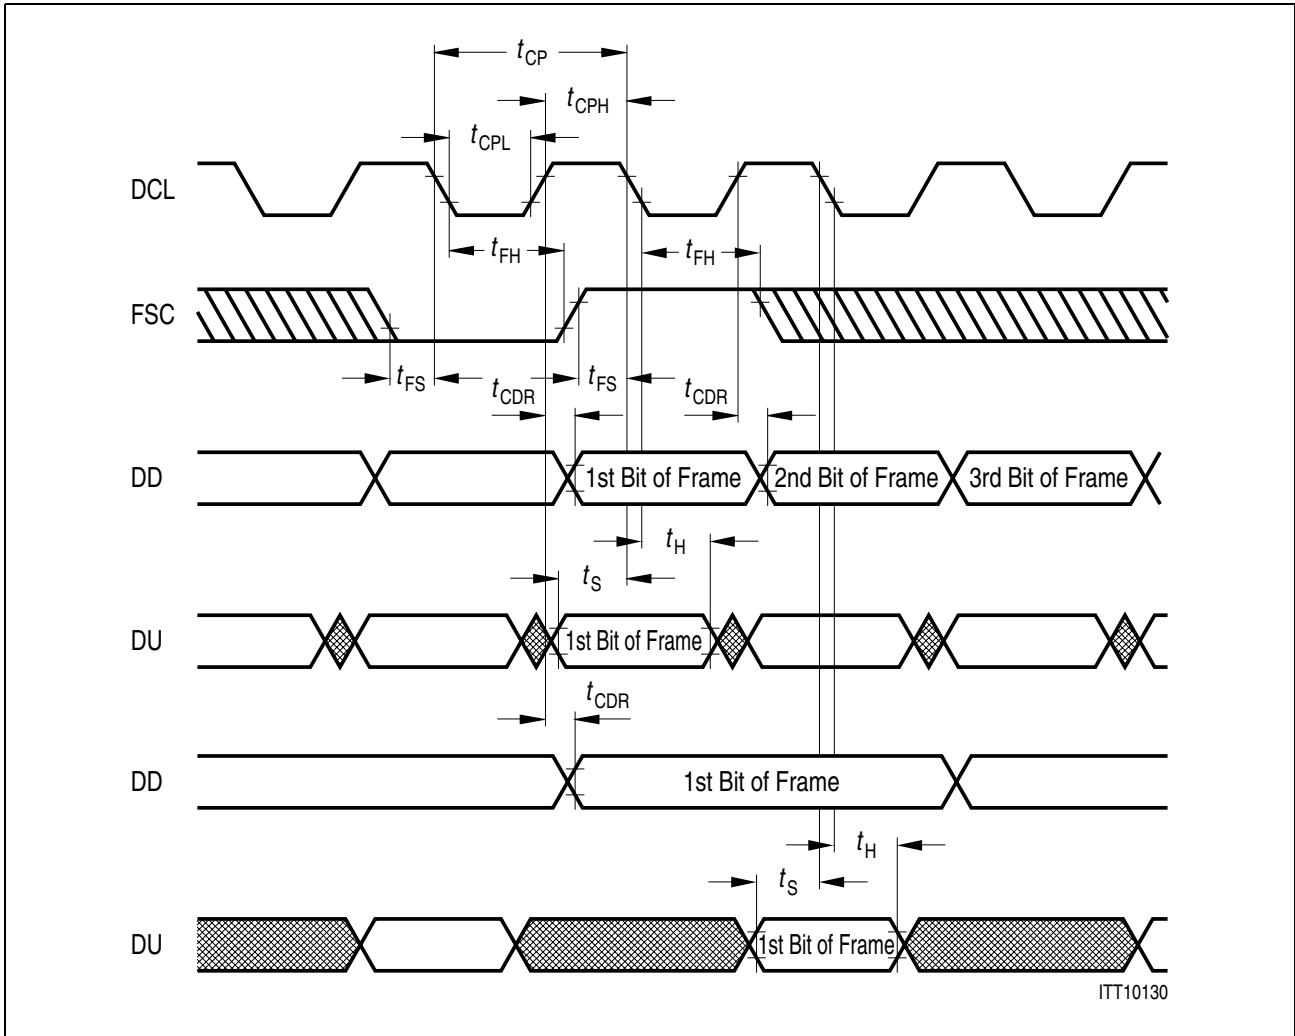 tCP
tCPH
tCPL
DCL
tFH
tFH
FSC
tFS
tFS
tCDR
tCDR
DD
1st Bit of Frame
2nd Bit of Frame
3rd Bit of Frame
tH
tS
DU
1st Bit of Frame
tCDR
DD
1st Bit of Frame
tH
tS
DU
1st Bit of Frame
ITT10130